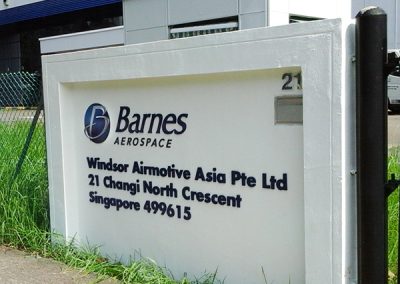 21
B Barnes
AEROSPACE
Windsor Airmotive Asia Pte Ltd
21 Changi North Crescent
Singapore 499615